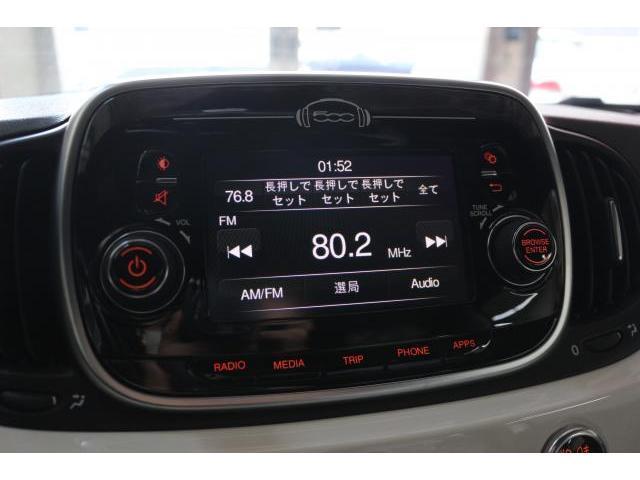 500
01:52
76.8 長押しで 長押しで 長押しで 全て
セット セット セット
FM
80.2 MHz
AM/FM 選局 Audio
VOL
TUNE
SCROLL
BROWSE
ENTER
RADIO MEDIA TRIP PHONE APPS
0